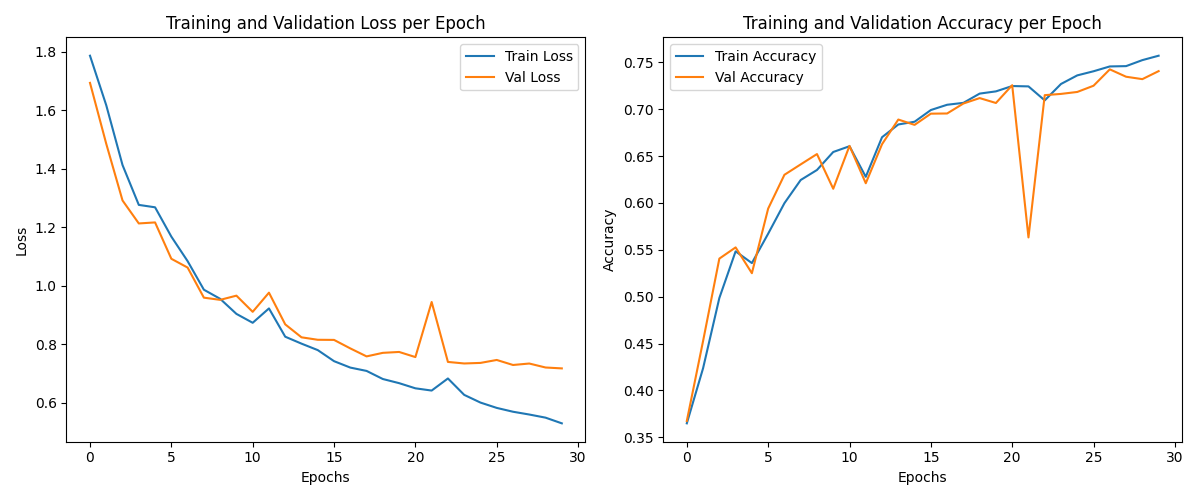 Training and Validation Loss per Epoch
1.8
1.6
1.4
1.2
1.0
0.8
0.6
Loss
Train Loss
Val Loss
0 5 10 15 20 25 30
Epochs
Training and Validation Accuracy per Epoch
0.75
0.70
0.65
0.60
0.55
0.50
0.45
0.40
0.35
Accuracy
Train Accuracy
Val Accuracy
0 5 10 15 20 25 30
Epochs